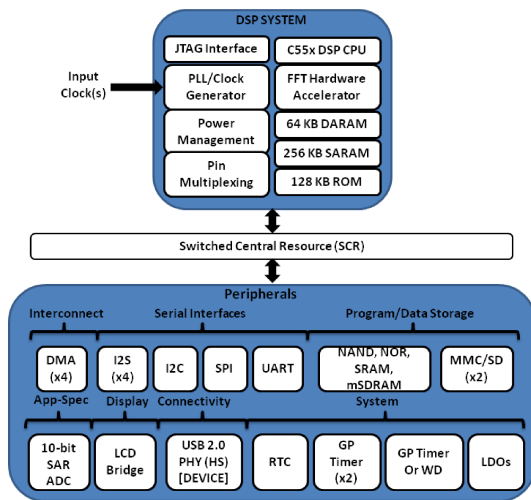 DSP SYSTEM
JTAG Interface
C55x DSP CPU
Input
Clock(s)
PLL/Clock
Generator
FFT Hardware
Accelerator
Power
Management
64 KB DARAM
256 KB SARAM
Pin
Multiplexing
128 KB ROM
Switched Central Resource (SCR)
Peripherals
Interconnect
Serial Interfaces
Program/Data Storage
DMA
(x4)
I2S
(x4)
I2C
SPI
UART
NAND, NOR,
SRAM,
mSDRAM
MMC/SD
(x2)
App-Spec
Display
Connectivity
System
10-bit
SAR
ADC
LCD
Bridge
USB 2.0
PHY (HS)
[DEVICE]
RTC
GP
Timer
(x2)
GP Timer
Or WD
LDOs